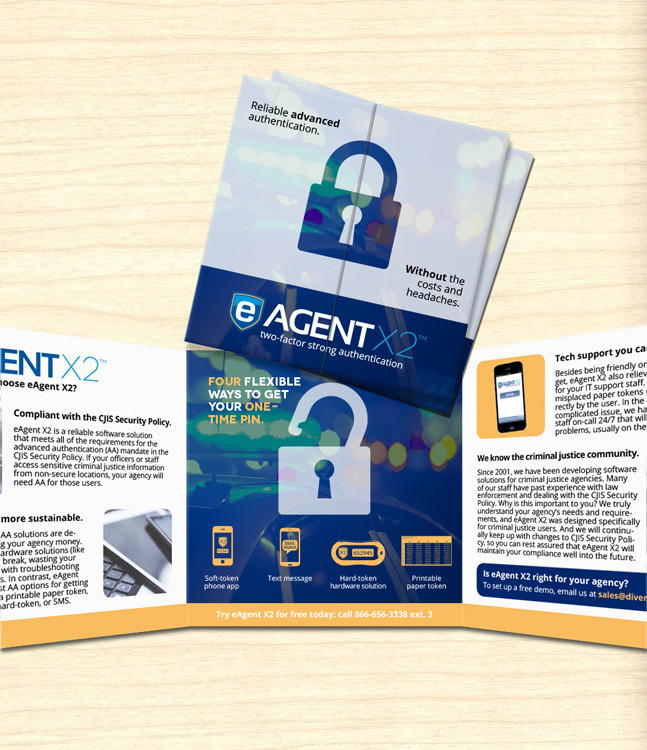 Reliable advanced
authentication.
Without the
costs and
headaches.
e AGENT X2™
two-factor strong authentication
ENT X2™
hoose eAgent X2?
Compliant with the CJIS Security Policy.
eAgent X2 is a reliable software solution
that meets all of the requirements for the
advanced authentication (AA) mandate in the
CJIS Security Policy. If your officers or staff
access sensitive criminal justice information
from non-secure locations, your agency will
need AA for those users.
more sustainable.
AA solutions are de-
g your agency money.
ardware solutions (like
break, wasting your
with troubleshooting
s. In contrast, eAgent
st AA options for getting
a printable paper token,
hard-token, or SMS.
FOUR FLEXIBLE
WAYS TO GET
YOUR ONE-
TIME PIN.
SMS
X2
652945
Soft-token
phone app
Text message
Hard-token
hardware solution
Printable
paper token
Try eAgent X2 for free today: call 866-656-3338 ext. 3
Tech support you ca
Besides being friendly on
get, eAgent X2 also reliev
for your IT support staff.
misplaced paper tokens
rectly by the user. In the
complicated issue, we ha
staff on-call 24/7 that will
problems, usually on the
We know the criminal justice community.
Since 2001, we have been developing software
solutions for criminal justice agencies. Many
of our staff have past experience with law
enforcement and dealing with the CJIS Security
Policy. Why is this important to you? We truly
understand your agency's needs and require-
ments, and eAgent X2 was designed specifically
for criminal justice users. And we will continu-
ally keep up with changes to CJIS Security Poli-
cy, so you can rest assured that eAgent X2 will
maintain your compliance well into the future.
Is eAgent X2 right for your agency?
To set up a free demo, email us at sales@diver